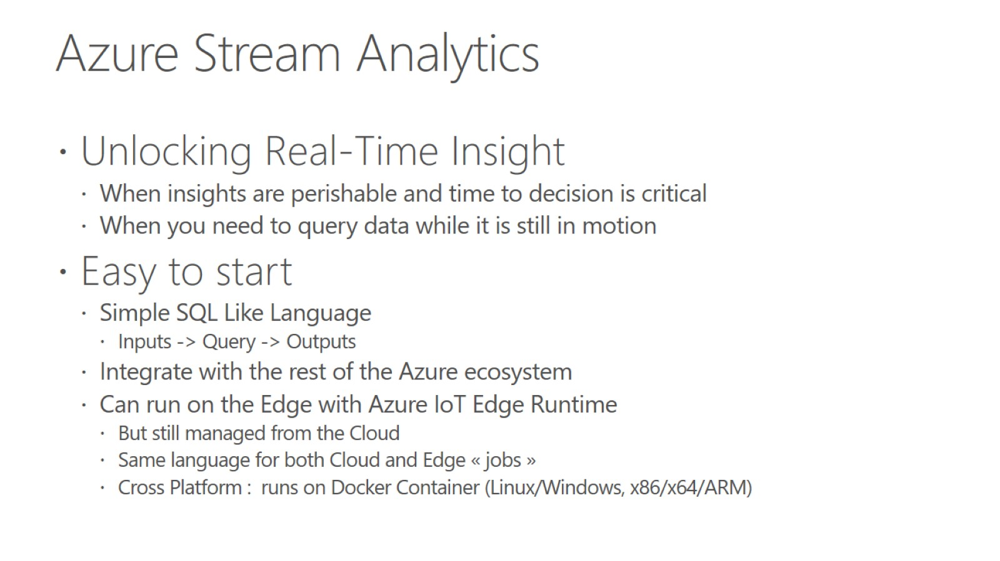 Azure Stream Analytics
· Unlocking Real-Time Insight
· When insights are perishable and time to decision is critical
· When you need to query data while it is still in motion
· Easy to start
· Simple SQL Like Language
· Inputs -> Query -> Outputs
· Integrate with the rest of the Azure ecosystem
· Can run on the Edge with Azure IoT Edge Runtime
· But still managed from the Cloud
· Same language for both Cloud and Edge « jobs »
· Cross Platform :  runs on Docker Container (Linux/Windows, x86/x64/ARM)